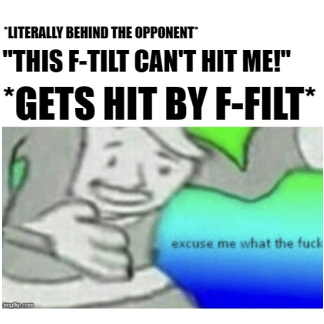 *LITERALLY BEHIND THE OPPONENT*
"THIS F-TILT CAN'T HIT ME!"
*GETS HIT BY F-FILT*
excuse me what the fuck
imgflip.com